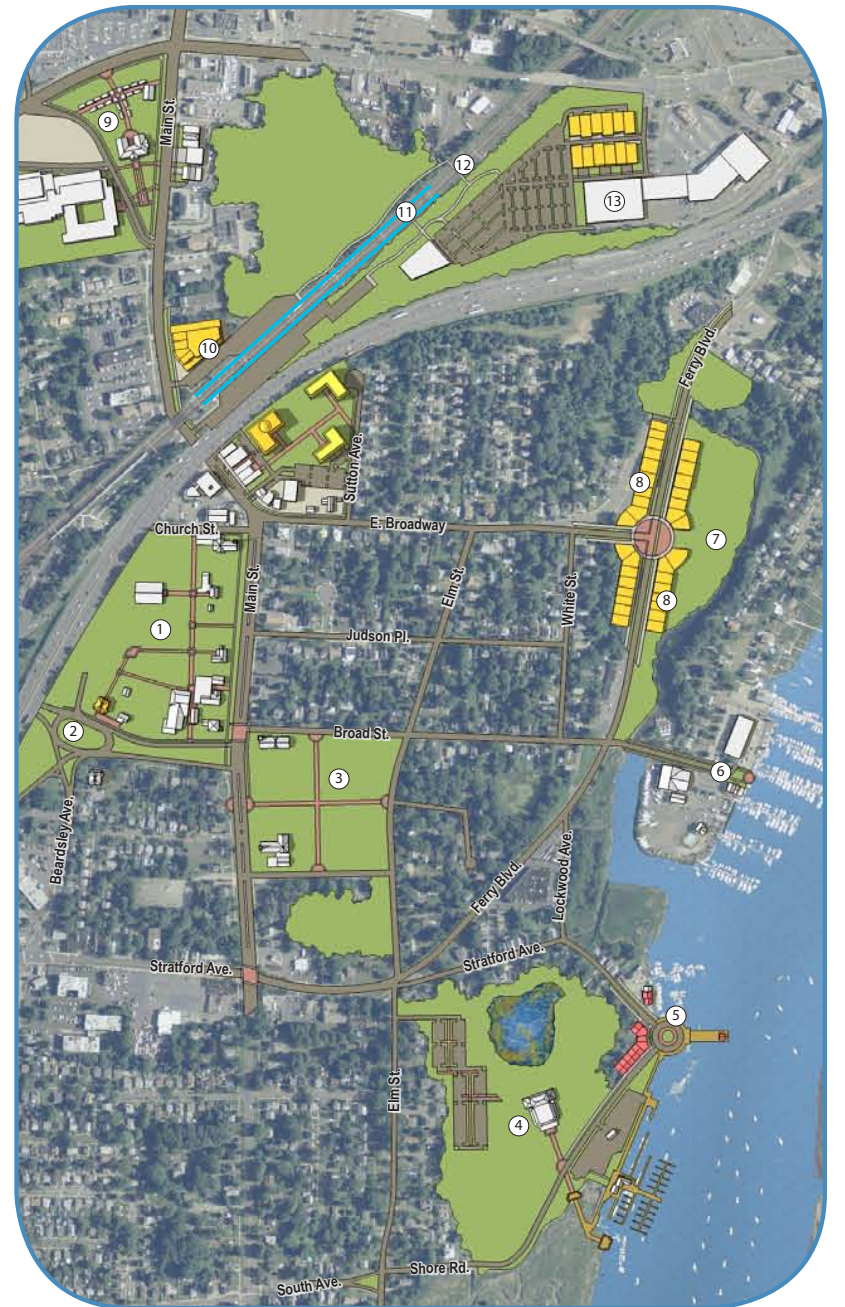 Main St.
9
12
11
13
10
Ferry Blvd.
Sutton Ave.
8
Church St.
E. Broadway
7
Main St.
Elm St.
White St.
8
1
Judson Pl.
2
Broad St.
6
3
Beardsley Ave.
Ferry Blvd.
Lockwood Ave.
Stratford Ave.
Stratford Ave.
5
Elm St.
4
Shore Rd.
South Ave.